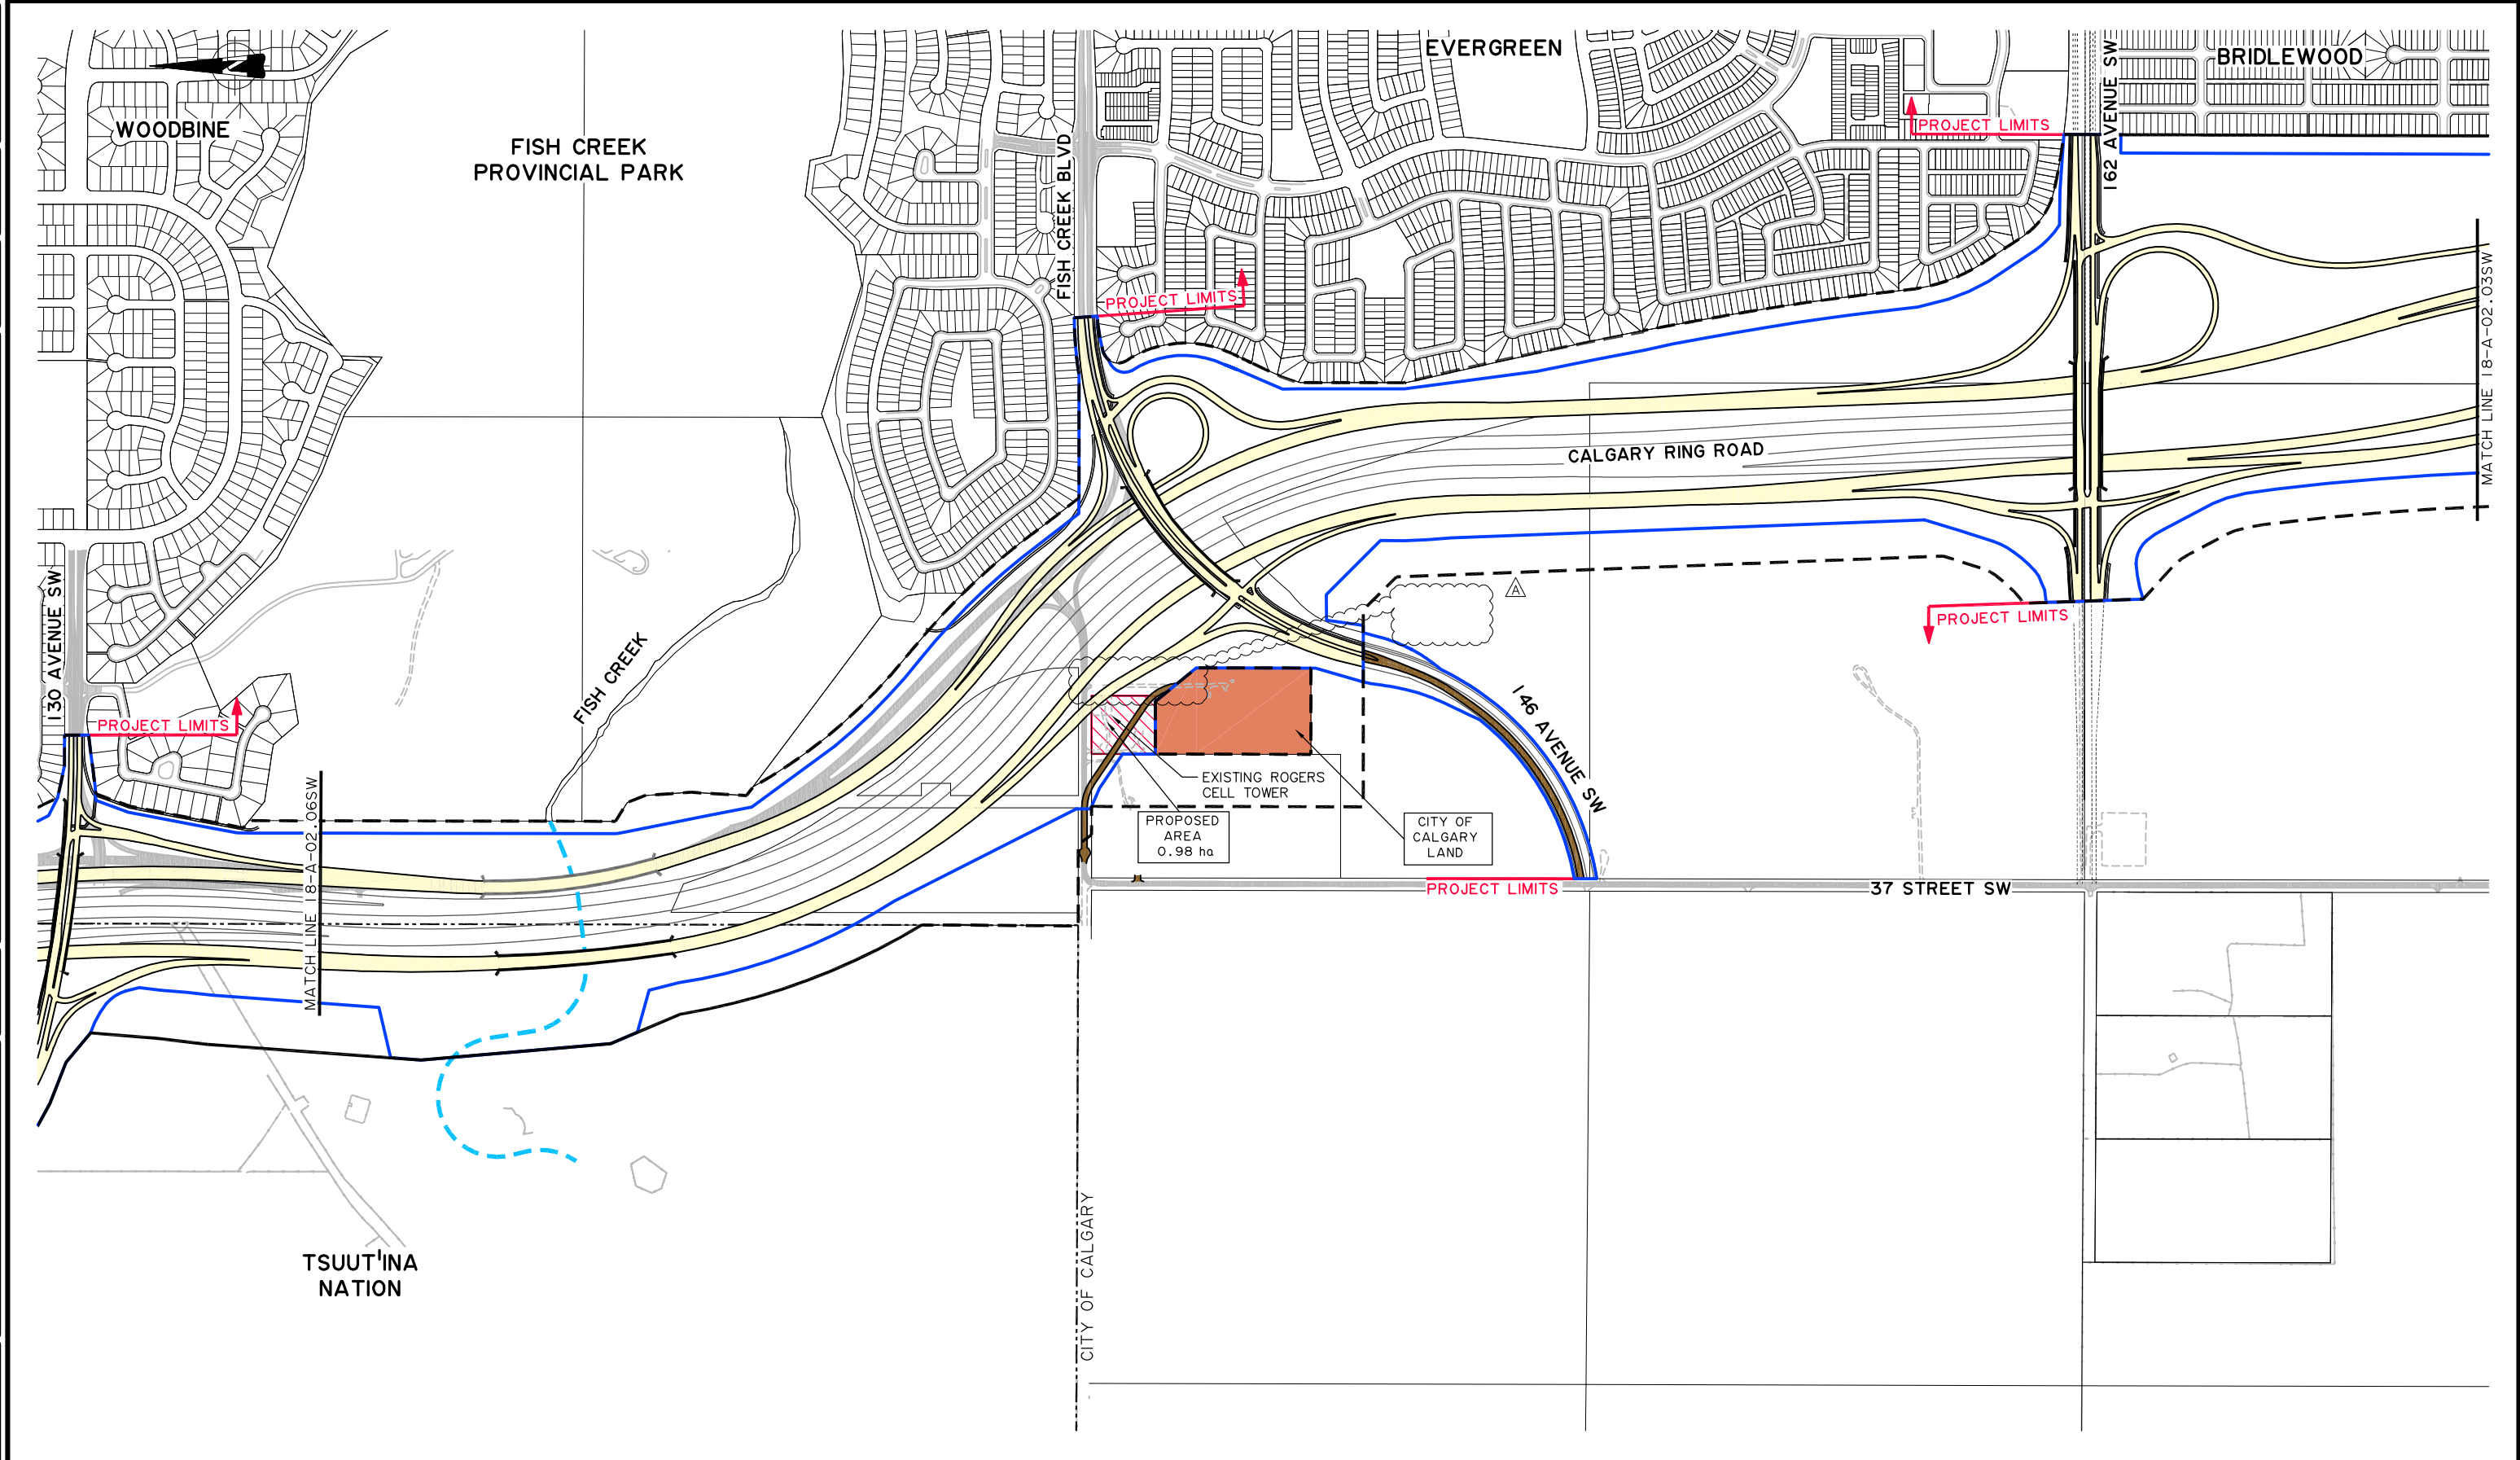 EVERGREEN
BRIDLEWOOD
WOODBINE
FISH CREEK
PROVINCIAL PARK
FISH CREEK BLVD
162 AVENUE SW
PROJECT LIMITS
PROJECT LIMITS
MATCH LINE 18-A-02.03SW
CALGARY RING ROAD
130 AVENUE SW
FISH CREEK
A
PROJECT LIMITS
PROJECT LIMITS
146 AVENUE SW
EXISTING ROGERS
CELL TOWER
PROPOSED
AREA
0.98 ha
CITY OF
CALGARY
LAND
MATCH LINE 18-A-02.06SW
PROJECT LIMITS
37 STREET SW
CITY OF CALGARY
TSUUT'INA
NATION